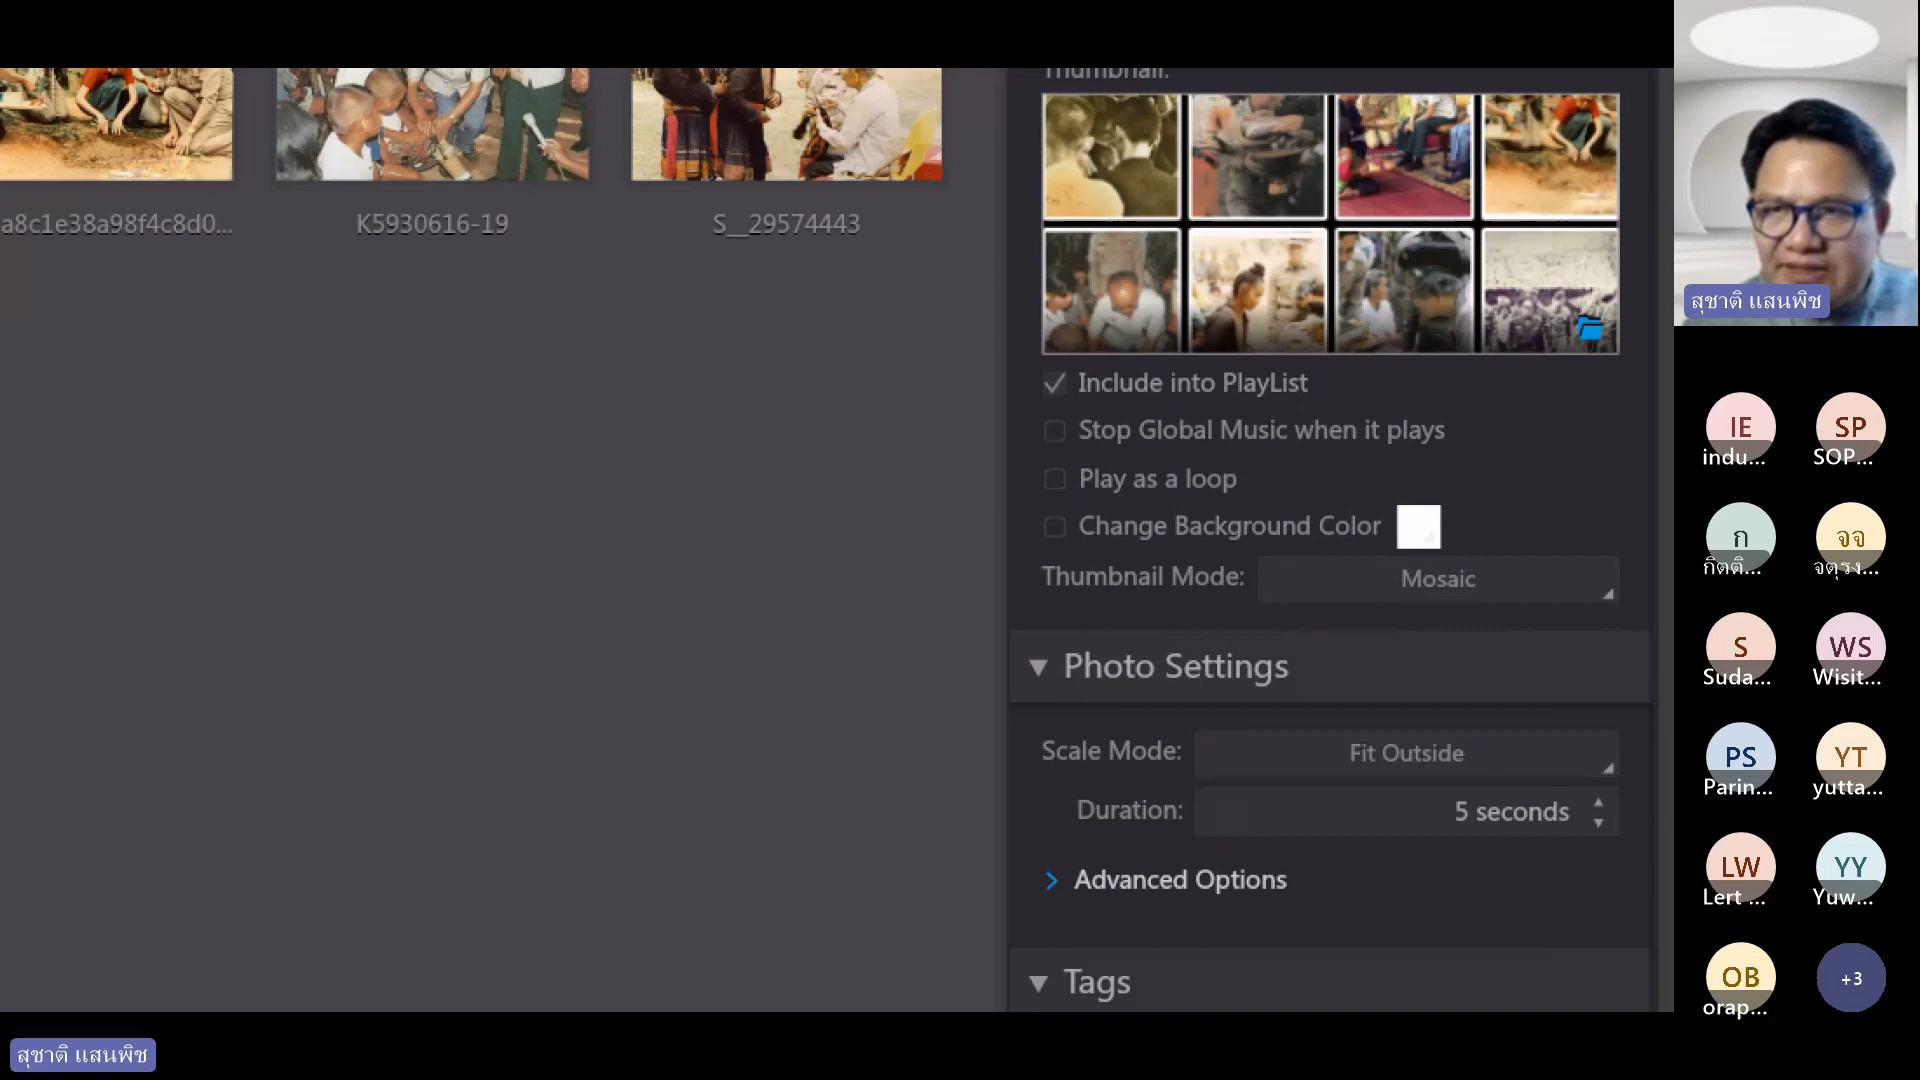 Thumbnail:
a8c1e38a98f4c8d0...
K5930616-19
S__29574443
Include into PlayList
Stop Global Music when it plays
Play as a loop
Change Background Color
Thumbnail Mode:
Mosaic
Photo Settings
Scale Mode:
Fit Outside
Duration:
5 seconds
Advanced Options
Tags
สุชาติ แสนพิช
IE
indu...
SP
SOP...
ก
กิตติ...
จจ
จตุรง...
S
Suda...
WS
Wisit...
PS
Parin...
YT
yutta...
LW
Lert ...
YY
Yuw...
OB
orap...
+3
สุชาติ แสนพิช